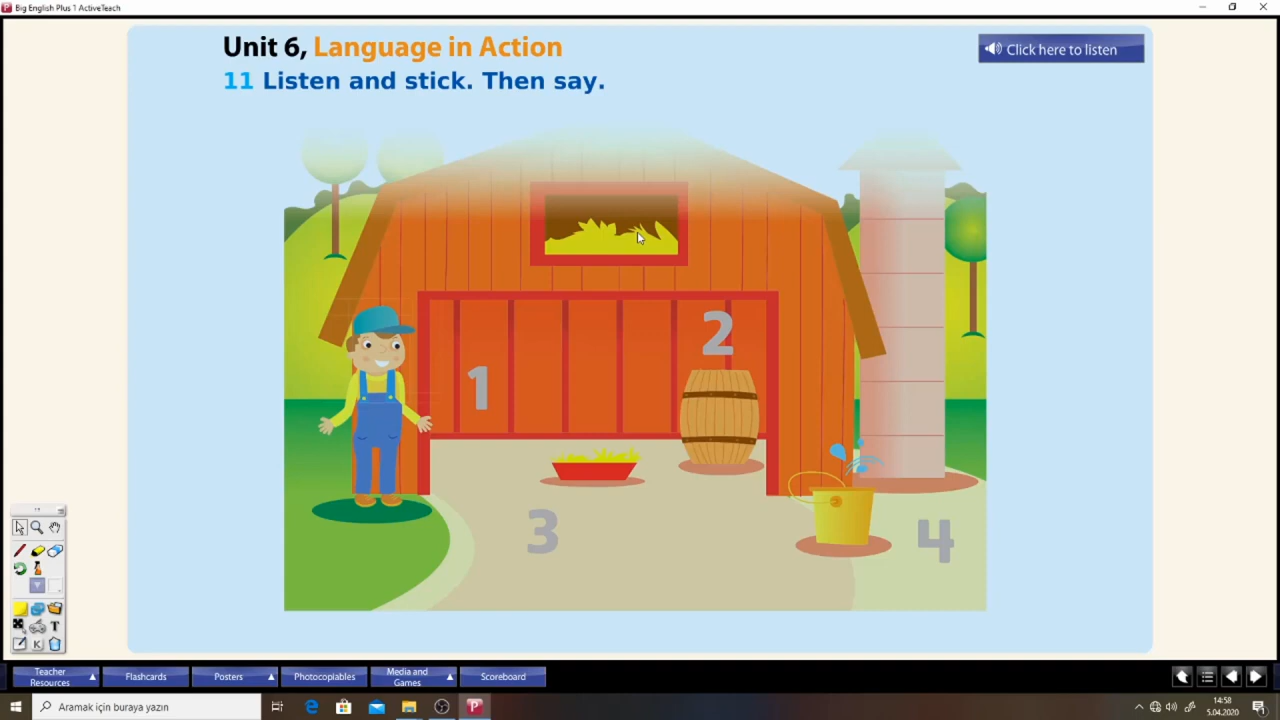 Big English Plus 1 ActiveTeach
Unit 6, Language in Action
Click here to listen
11 Listen and stick. Then say.
2
1
3
4
T
K
Teacher
Resources
Flashcards
Posters
Photocopiables
Media and
Games
Scoreboard
Aramak için buraya yazın
14:58
5.04.2020